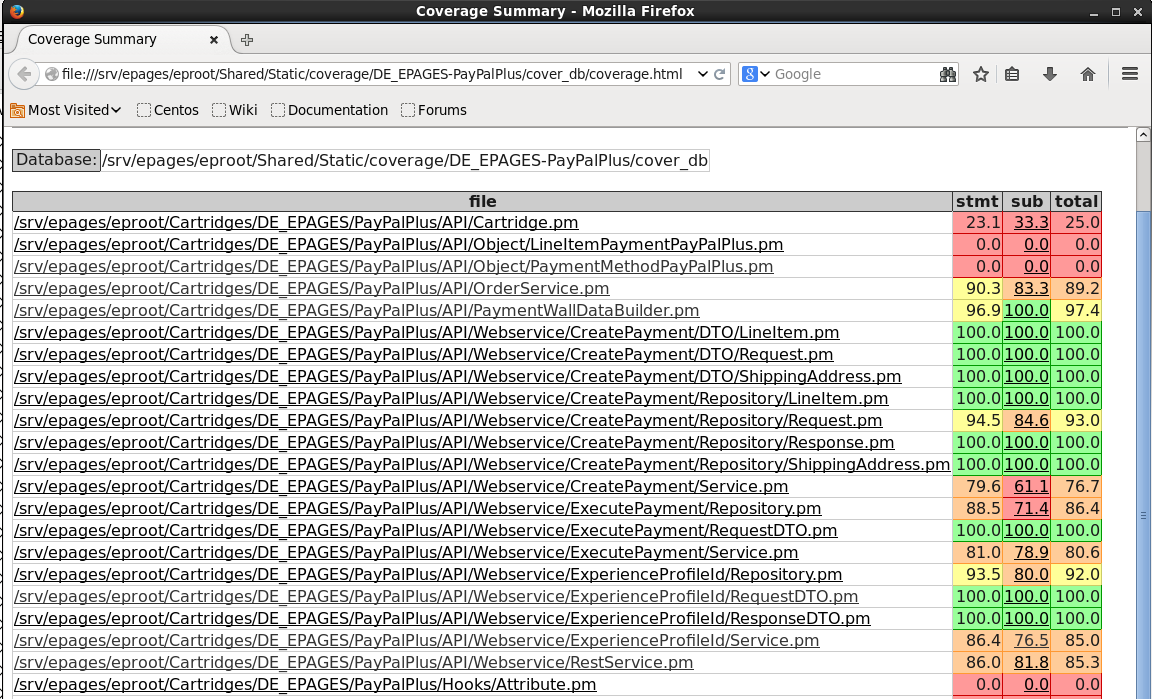 Coverage Summary - Mozilla Firefox
Coverage Summary
file:///srv/epages/eproot/Shared/Static/coverage/DE_EPAGES-PayPalPlus/cover_db/coverage.html
8 Google
Most Visited Centos Wiki Documentation Forums
Database: /srv/epages/eproot/Shared/Static/coverage/DE_EPAGES-PayPalPlus/cover_db
file stmt sub total
/srv/epages/eproot/Cartridges/DE_EPAGES/PayPalPlus/API/Cartridge.pm 23.1 33.3 25.0
/srv/epages/eproot/Cartridges/DE_EPAGES/PayPalPlus/API/Object/LineItemPaymentPayPalPlus.pm 0.0 0.0 0.0
/srv/epages/eproot/Cartridges/DE_EPAGES/PayPalPlus/API/Object/PaymentMethodPayPalPlus.pm 0.0 0.0 0.0
/srv/epages/eproot/Cartridges/DE_EPAGES/PayPalPlus/API/OrderService.pm 90.3 83.3 89.2
/srv/epages/eproot/Cartridges/DE_EPAGES/PayPalPlus/API/PaymentWallDataBuilder.pm 96.9 100.0 97.4
/srv/epages/eproot/Cartridges/DE_EPAGES/PayPalPlus/API/Webservice/CreatePayment/DTO/LineItem.pm 100.0 100.0 100.0
/srv/epages/eproot/Cartridges/DE_EPAGES/PayPalPlus/API/Webservice/CreatePayment/DTO/Request.pm 100.0 100.0 100.0
/srv/epages/eproot/Cartridges/DE_EPAGES/PayPalPlus/API/Webservice/CreatePayment/DTO/ShippingAddress.pm 100.0 100.0 100.0
/srv/epages/eproot/Cartridges/DE_EPAGES/PayPalPlus/API/Webservice/CreatePayment/Repository/LineItem.pm 100.0 100.0 100.0
/srv/epages/eproot/Cartridges/DE_EPAGES/PayPalPlus/API/Webservice/CreatePayment/Repository/Request.pm 94.5 84.6 93.0
/srv/epages/eproot/Cartridges/DE_EPAGES/PayPalPlus/API/Webservice/CreatePayment/Repository/Response.pm 100.0 100.0 100.0
/srv/epages/eproot/Cartridges/DE_EPAGES/PayPalPlus/API/Webservice/CreatePayment/Repository/ShippingAddress.pm 100.0 100.0 100.0
/srv/epages/eproot/Cartridges/DE_EPAGES/PayPalPlus/API/Webservice/CreatePayment/Service.pm 79.6 61.1 76.7
/srv/epages/eproot/Cartridges/DE_EPAGES/PayPalPlus/API/Webservice/ExecutePayment/Repository.pm 88.5 71.4 86.4
/srv/epages/eproot/Cartridges/DE_EPAGES/PayPalPlus/API/Webservice/ExecutePayment/RequestDTO.pm 100.0 100.0 100.0
/srv/epages/eproot/Cartridges/DE_EPAGES/PayPalPlus/API/Webservice/ExecutePayment/Service.pm 81.0 78.9 80.6
/srv/epages/eproot/Cartridges/DE_EPAGES/PayPalPlus/API/Webservice/ExperienceProfileId/Repository.pm 93.5 80.0 92.0
/srv/epages/eproot/Cartridges/DE_EPAGES/PayPalPlus/API/Webservice/ExperienceProfileId/RequestDTO.pm 100.0 100.0 100.0
/srv/epages/eproot/Cartridges/DE_EPAGES/PayPalPlus/API/Webservice/ExperienceProfileId/ResponseDTO.pm 100.0 100.0 100.0
/srv/epages/eproot/Cartridges/DE_EPAGES/PayPalPlus/API/Webservice/ExperienceProfileId/Service.pm 86.4 76.5 85.0
/srv/epages/eproot/Cartridges/DE_EPAGES/PayPalPlus/API/Webservice/RestService.pm 86.0 81.8 85.3
/srv/epages/eproot/Cartridges/DE_EPAGES/PayPalPlus/Hooks/Attribute.pm 0.0 0.0 0.0